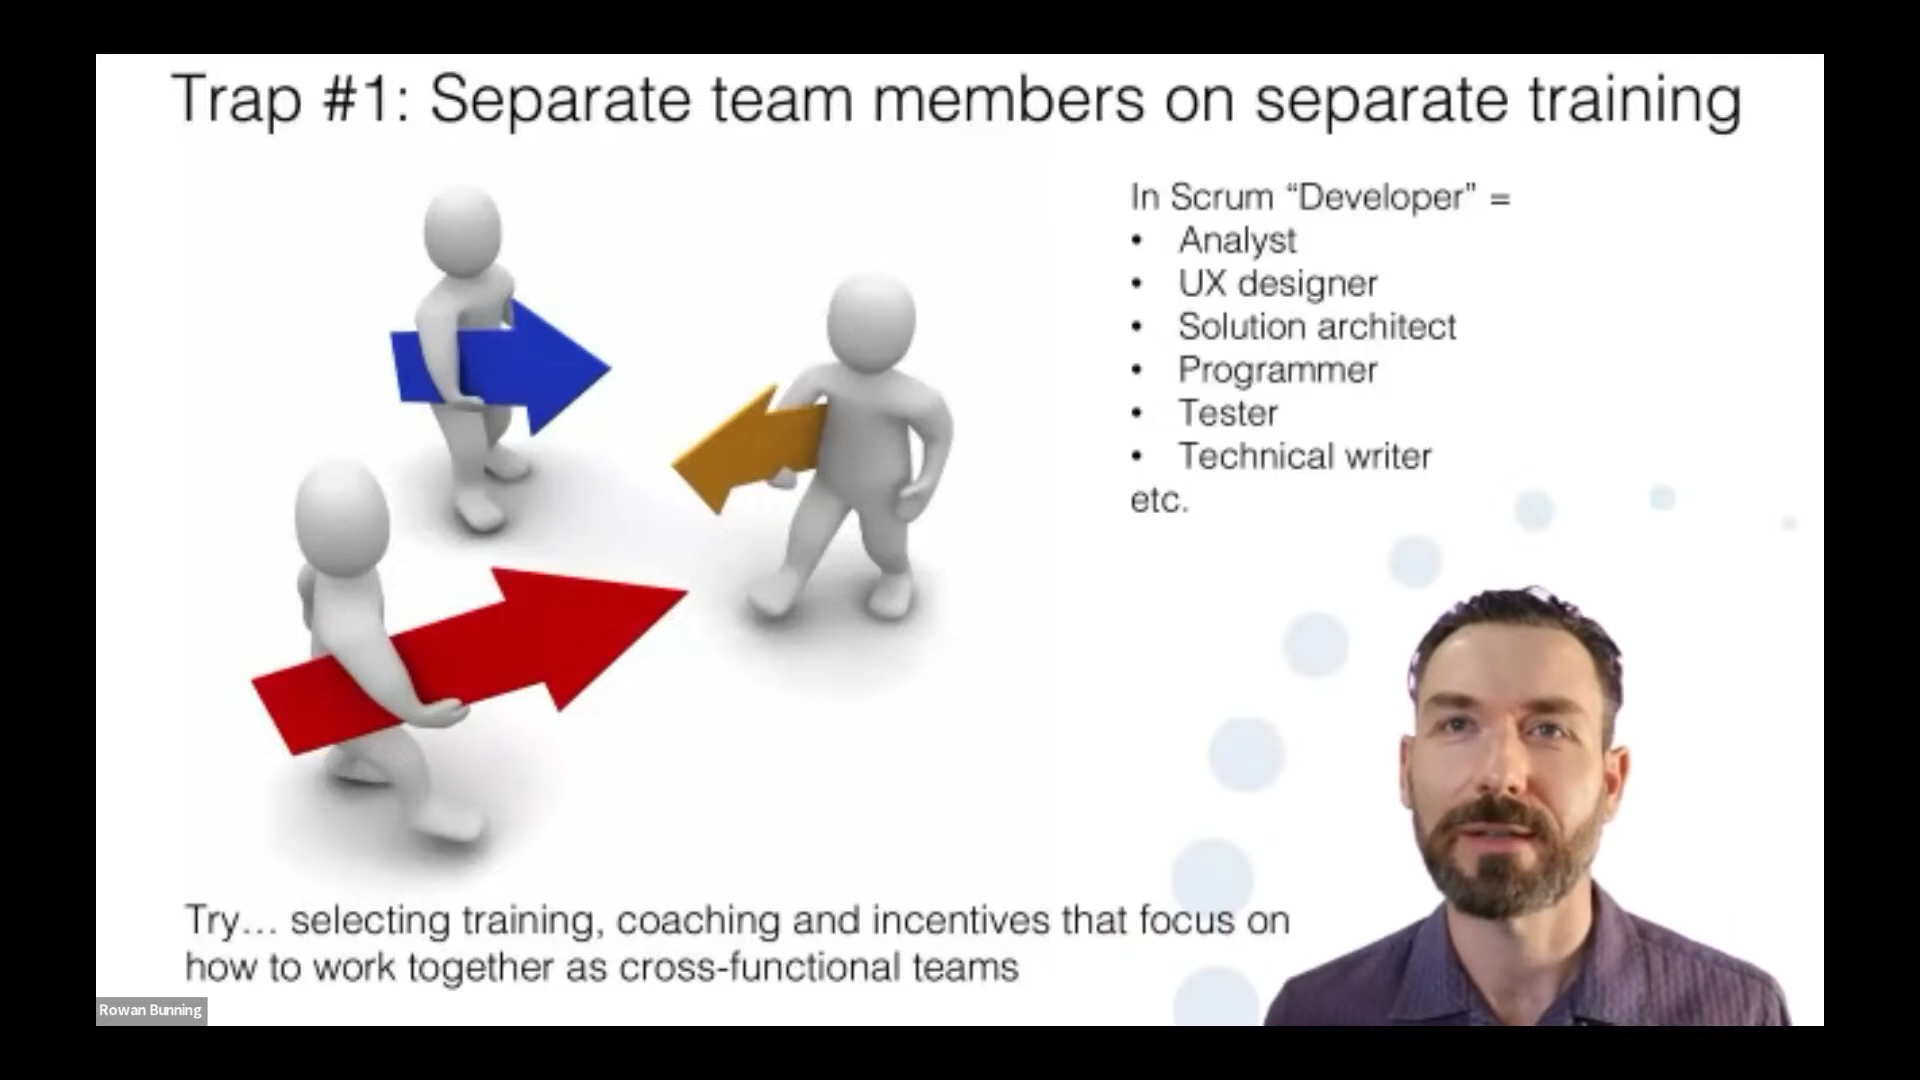 Trap #1: Separate team members on separate training
In Scrum “Developer” =
• Analyst
• UX designer
• Solution architect
• Programmer
• Tester
• Technical writer
etc.
Try… selecting training, coaching and incentives that focus on
how to work together as cross-functional teams
Rowan Bunning